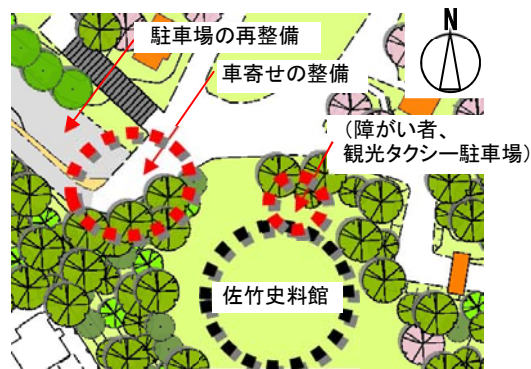 N
駐車場の再整備
車寄せの整備
(障がい者、
観光タクシー駐車場)
佐竹史料館